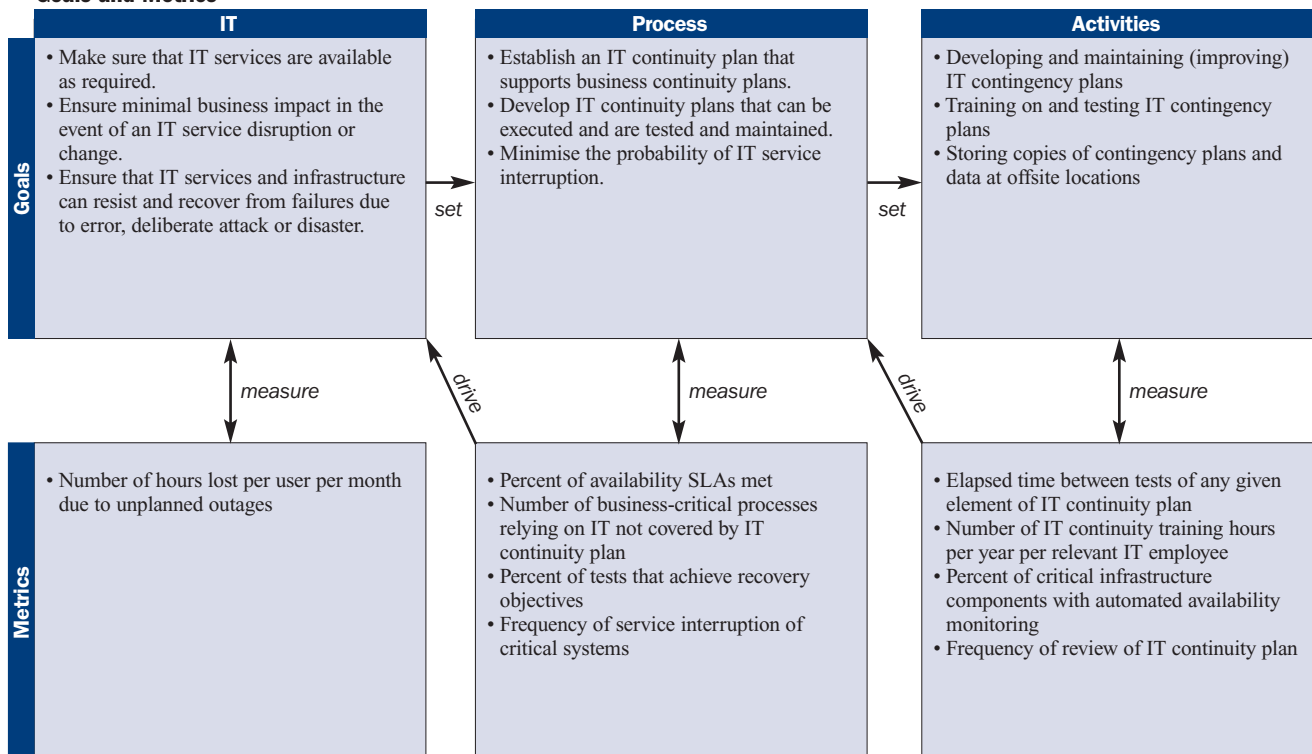 Goals and Metrics
IT
Process
Activities
Goals
• Make sure that IT services are available
as required.
• Ensure minimal business impact in the
event of an IT service disruption or
change.
• Ensure that IT services and infrastructure
can resist and recover from failures due
to error, deliberate attack or disaster.
set
• Establish an IT continuity plan that
supports business continuity plans.
• Develop IT continuity plans that can be
executed and are tested and maintained.
• Minimise the probability of IT service
interruption.
set
• Developing and maintaining (improving)
IT contingency plans
• Training on and testing IT contingency
plans
• Storing copies of contingency plans and
data at offsite locations
measure
drive
measure
drive
measure
Metrics
• Number of hours lost per user per month
due to unplanned outages
• Percent of availability SLAs met
• Number of business-critical processes
relying on IT not covered by IT
continuity plan
• Percent of tests that achieve recovery
objectives
• Frequency of service interruption of
critical systems
• Elapsed time between tests of any given
element of IT continuity plan
• Number of IT continuity training hours
per year per relevant IT employee
• Percent of critical infrastructure
components with automated availability
monitoring
• Frequency of review of IT continuity plan